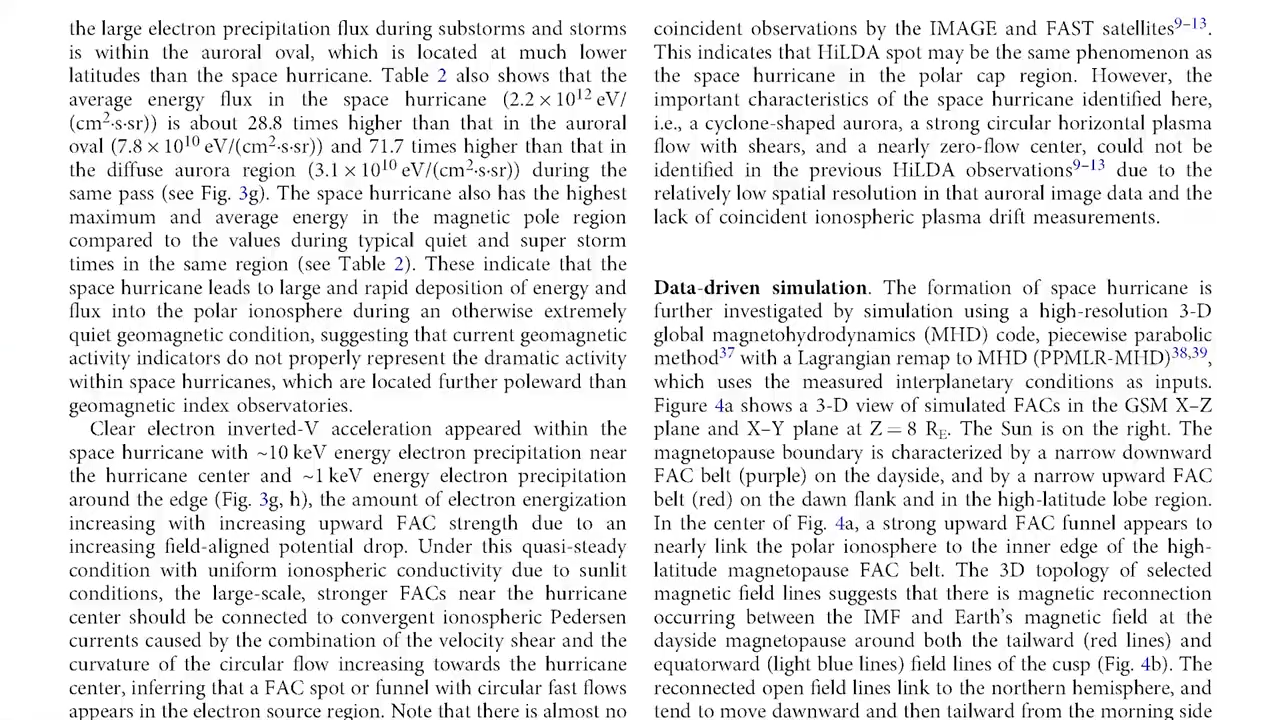 the large electron precipitation flux during substorms and storms
is within the auroral oval, which is located at much lower
latitudes than the space hurricane. Table 2 also shows that the
average energy flux in the space hurricane (2.2 × 10¹² eV/
(cm²·s·sr)) is about 28.8 times higher than that in the auroral
oval (7.8 × 10¹⁰ eV/(cm²·s·sr)) and 71.7 times higher than that in
the diffuse aurora region (3.1 × 10¹⁰ eV/(cm²·s·sr)) during the
same pass (see Fig. 3g). The space hurricane also has the highest
maximum and average energy in the magnetic pole region
compared to the values during typical quiet and super storm
times in the same region (see Table 2). These indicate that the
space hurricane leads to large and rapid deposition of energy and
flux into the polar ionosphere during an otherwise extremely
quiet geomagnetic condition, suggesting that current geomagnetic
activity indicators do not properly represent the dramatic activity
within space hurricanes, which are located further poleward than
geomagnetic index observatories.
Clear electron inverted-V acceleration appeared within the
space hurricane with ~10 keV energy electron precipitation near
the hurricane center and ~1 keV energy electron precipitation
around the edge (Fig. 3g, h), the amount of electron energization
increasing with increasing upward FAC strength due to an
increasing field-aligned potential drop. Under this quasi-steady
condition with uniform ionospheric conductivity due to sunlit
conditions, the large-scale, stronger FACs near the hurricane
center should be connected to convergent ionospheric Pedersen
currents caused by the combination of the velocity shear and the
curvature of the circular flow increasing towards the hurricane
center, inferring that a FAC spot or funnel with circular fast flows
appears in the electron source region. Note that there is almost no
coincident observations by the IMAGE and FAST satellites⁹⁻¹³.
This indicates that HiLDA spot may be the same phenomenon as
the space hurricane in the polar cap region. However, the
important characteristics of the space hurricane identified here,
i.e., a cyclone-shaped aurora, a strong circular horizontal plasma
flow with shears, and a nearly zero-flow center, could not be
identified in the previous HiLDA observations⁹⁻¹³ due to the
relatively low spatial resolution in that auroral image data and the
lack of coincident ionospheric plasma drift measurements.
Data-driven simulation. The formation of space hurricane is
further investigated by simulation using a high-resolution 3-D
global magnetohydrodynamics (MHD) code, piecewise parabolic
method³⁷ with a Lagrangian remap to MHD (PPMLR-MHD)³⁸,³⁹,
which uses the measured interplanetary conditions as inputs.
Figure 4a shows a 3-D view of simulated FACs in the GSM X–Z
plane and X–Y plane at Z = 8 R_E. The Sun is on the right. The
magnetopause boundary is characterized by a narrow downward
FAC belt (purple) on the dayside, and by a narrow upward FAC
belt (red) on the dawn flank and in the high-latitude lobe region.
In the center of Fig. 4a, a strong upward FAC funnel appears to
nearly link the polar ionosphere to the inner edge of the high-
latitude magnetopause FAC belt. The 3D topology of selected
magnetic field lines suggests that there is magnetic reconnection
occurring between the IMF and Earth's magnetic field at the
dayside magnetopause around both the tailward (red lines) and
equatorward (light blue lines) field lines of the cusp (Fig. 4b). The
reconnected open field lines link to the northern hemisphere, and
tend to move dawnward and then tailward from the morning side